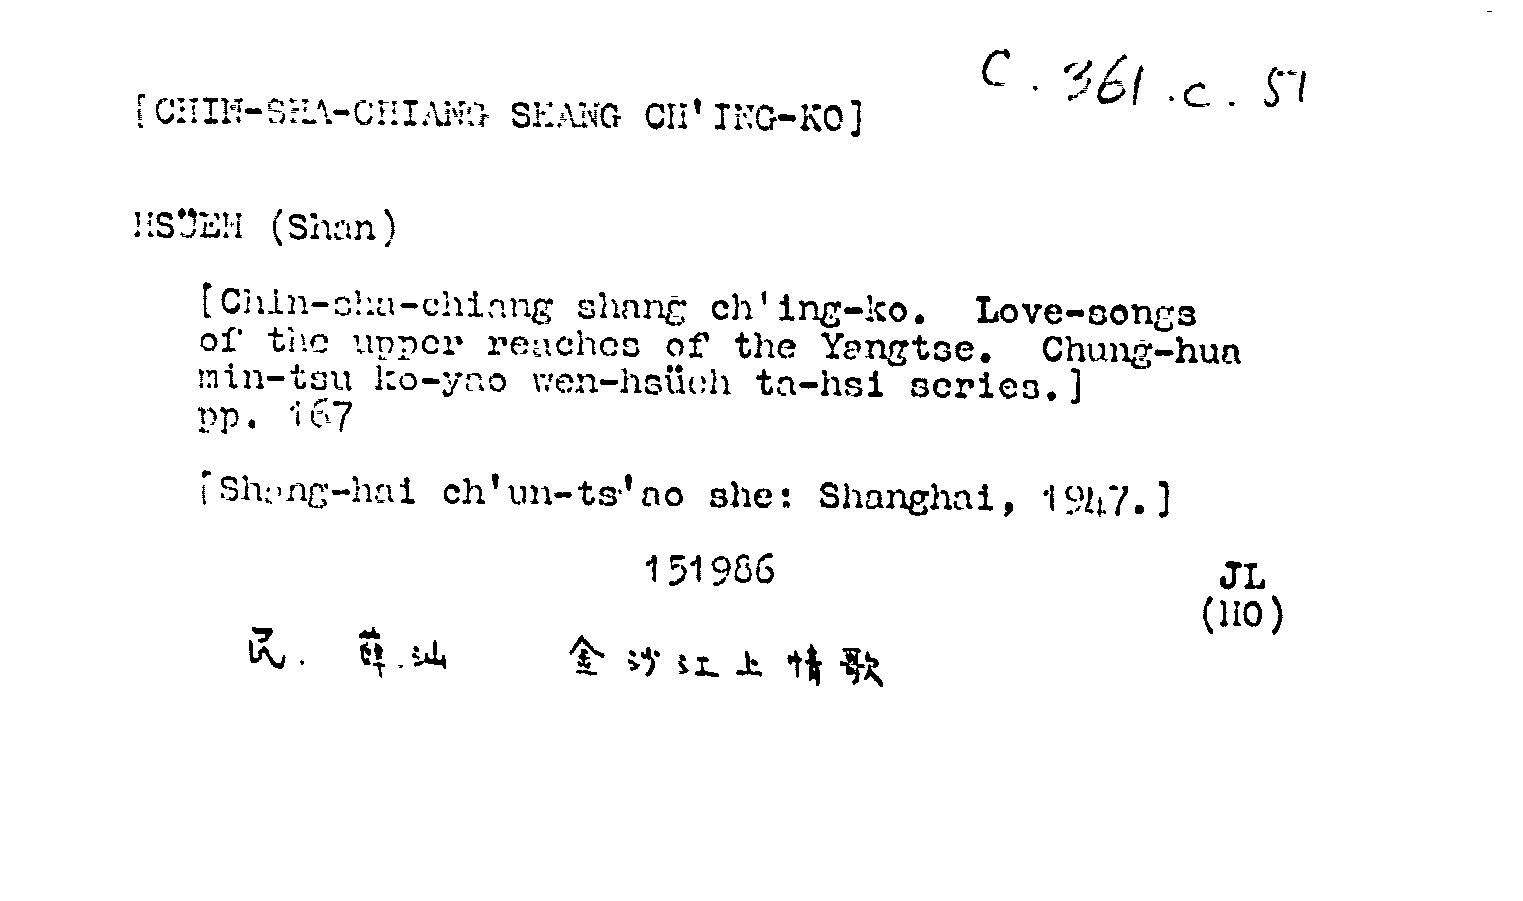 C.361.c.51
[CHIN-SHA-CHIANG SHANG CH'ING-KO]
HSÜEH (Shan)
[Chin-sha-chiang shang ch'ing-ko. Love-songs
of the upper reaches of the Yangtse. Chung-hua
min-tsu ko-yao wen-hsüeh ta-hsi series.]
pp. 167
[Shang-hai ch'un-ts'ao she: Shanghai, 1947.]
151986
JL
(HO)
民. 薛.汕 金沙江上情歌